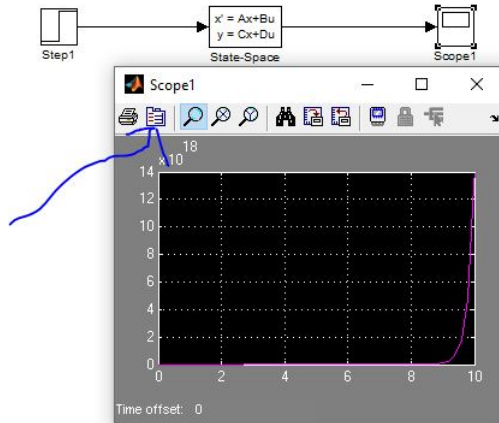 x' = Ax+Bu
y = Cx+Du
Step1
State-Space
Scope1
Scope1
x 10
18
14
12
10
8
6
4
2
0
0 2 4 6 8 10
Time offset: 0